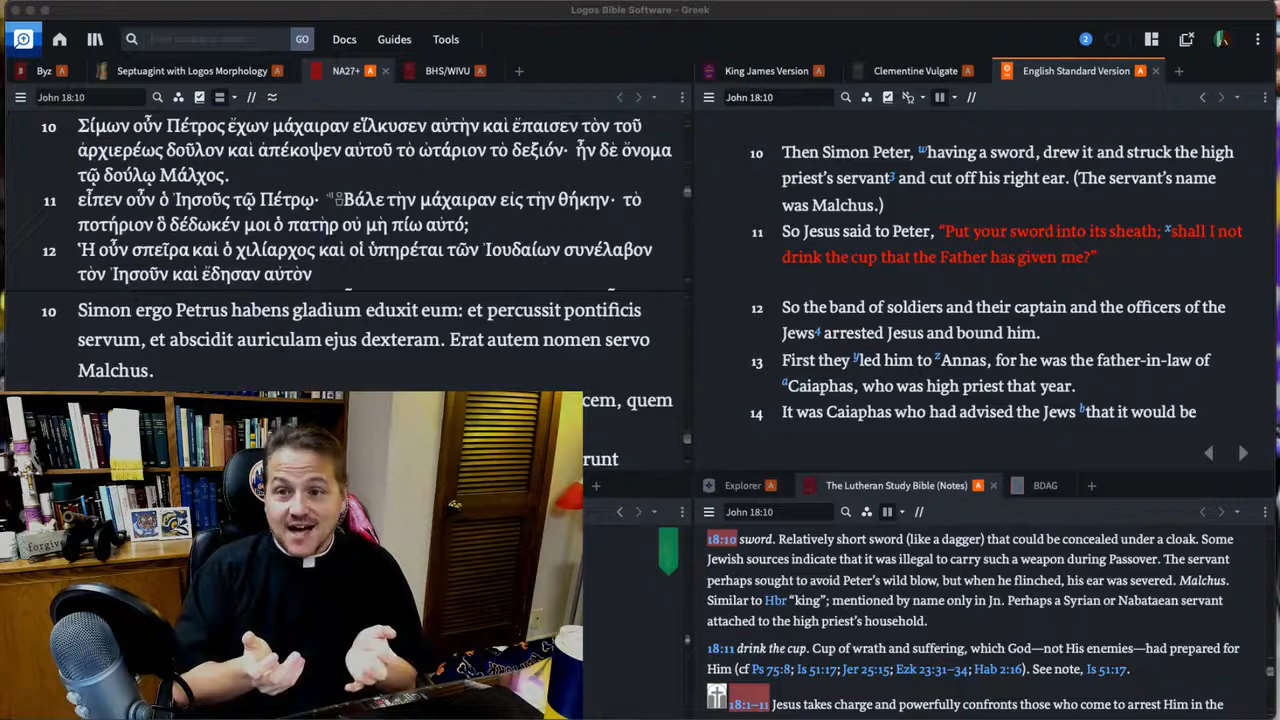 Logos Bible Software - Greek
GO Docs Guides Tools
2
Byz A Septuagint with Logos Morphology A NA27+ A BHS/WIVU A
King James Version A Clementine Vulgate A English Standard Version A
John 18:10
John 18:10
10 Σίμων οὖν Πέτρος ἔχων μάχαιραν εἵλκυσεν αὐτὴν καὶ ἔπαισεν τὸν τοῦ
ἀρχιερέως δοῦλον καὶ ἀπέκοψεν αὐτοῦ τὸ ὠτάριον τὸ δεξιόν· ἦν δὲ ὄνομα
τῷ δούλῳ Μάλχος.
11 εἶπεν οὖν ὁ Ἰησοῦς τῷ Πέτρῳ· Βάλε τὴν μάχαιραν εἰς τὴν θήκην· τὸ
ποτήριον ὃ δέδωκέν μοι ὁ πατὴρ οὐ μὴ πίω αὐτό;
12 Ἡ οὖν σπεῖρα καὶ ὁ χιλίαρχος καὶ οἱ ὑπηρέται τῶν Ἰουδαίων συνέλαβον
τὸν Ἰησοῦν καὶ ἔδησαν αὐτὸν
10 Simon ergo Petrus habens gladium eduxit eum: et percussit pontificis
servum, et abscidit auriculam ejus dexteram. Erat autem nomen servo
Malchus.
cem, quem
runt
10 Then Simon Peter, w having a sword, drew it and struck the high
priest’s servant3 and cut off his right ear. (The servant’s name
was Malchus.)
11 So Jesus said to Peter, “Put your sword into its sheath; x shall I not
drink the cup that the Father has given me?”
12 So the band of soldiers and their captain and the officers of the
Jews4 arrested Jesus and bound him.
13 First they y led him to z Annas, for he was the father-in-law of
a Caiaphas, who was high priest that year.
14 It was Caiaphas who had advised the Jews b that it would be
Explorer A The Lutheran Study Bible (Notes) A BDAG
John 18:10
18:10 sword. Relatively short sword (like a dagger) that could be concealed under a cloak. Some
Jewish sources indicate that it was illegal to carry such a weapon during Passover. The servant
perhaps sought to avoid Peter’s wild blow, but when he flinched, his ear was severed. Malchus.
Similar to Hbr “king”; mentioned by name only in Jn. Perhaps a Syrian or Nabataean servant
attached to the high priest’s household.
18:11 drink the cup. Cup of wrath and suffering, which God—not His enemies—had prepared for
Him (cf Ps 75:8; Is 51:17; Jer 25:15; Ezk 23:31–34; Hab 2:16). See note, Is 51:17.
18:1–11 Jesus takes charge and powerfully confronts those who come to arrest Him in the
forgive